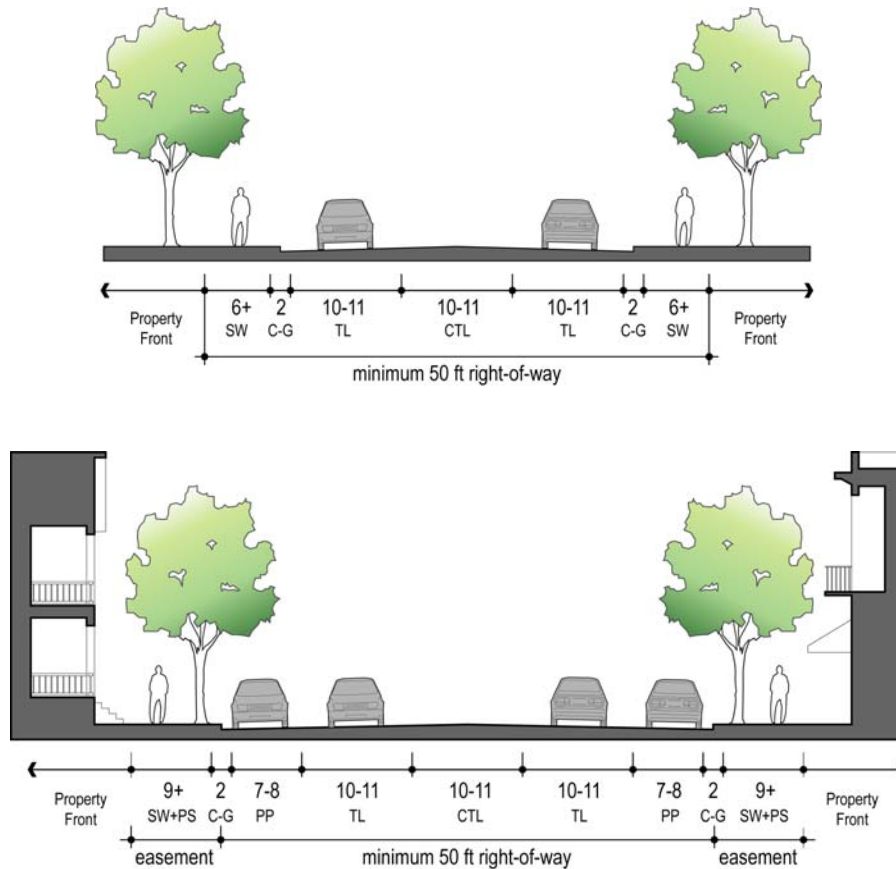 6+ 2 10-11 10-11 10-11 2 6+
Property SW C-G TL CTL TL C-G SW Property
Front Front
minimum 50 ft right-of-way
9+ 2 7-8 10-11 10-11 10-11 7-8 2 9+
Property SW+PS C-G PP TL CTL TL PP C-G SW+PS Property
Front Front
easement minimum 50 ft right-of-way easement